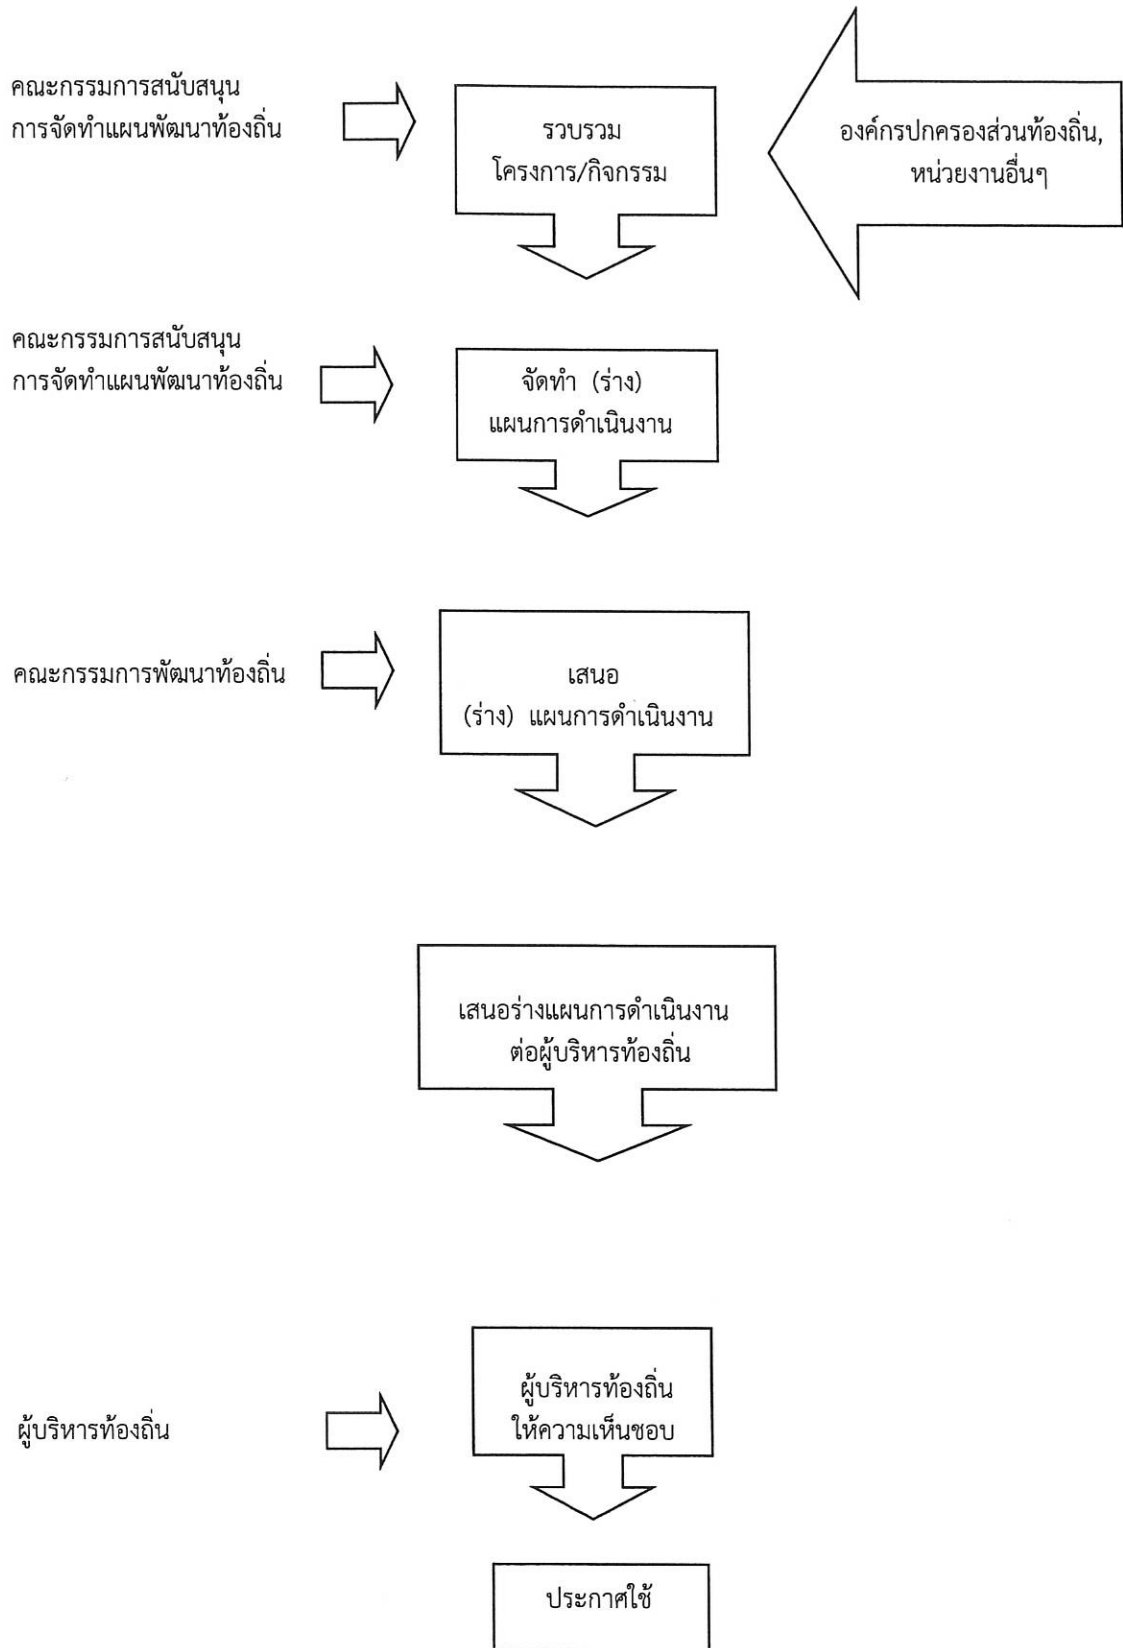 คณะกรรมการสนับสนุน
การจัดทำแผนพัฒนาท้องถิ่น
รวบรวม
โครงการ/กิจกรรม
องค์กรปกครองส่วนท้องถิ่น,
หน่วยงานอื่นๆ
คณะกรรมการสนับสนุน
การจัดทำแผนพัฒนาท้องถิ่น
จัดทำ (ร่าง)
แผนการดำเนินงาน
คณะกรรมการพัฒนาท้องถิ่น
เสนอ
(ร่าง) แผนการดำเนินงาน
เสนอร่างแผนการดำเนินงาน
ต่อผู้บริหารท้องถิ่น
ผู้บริหารท้องถิ่น
ผู้บริหารท้องถิ่น
ให้ความเห็นชอบ
ประกาศใช้